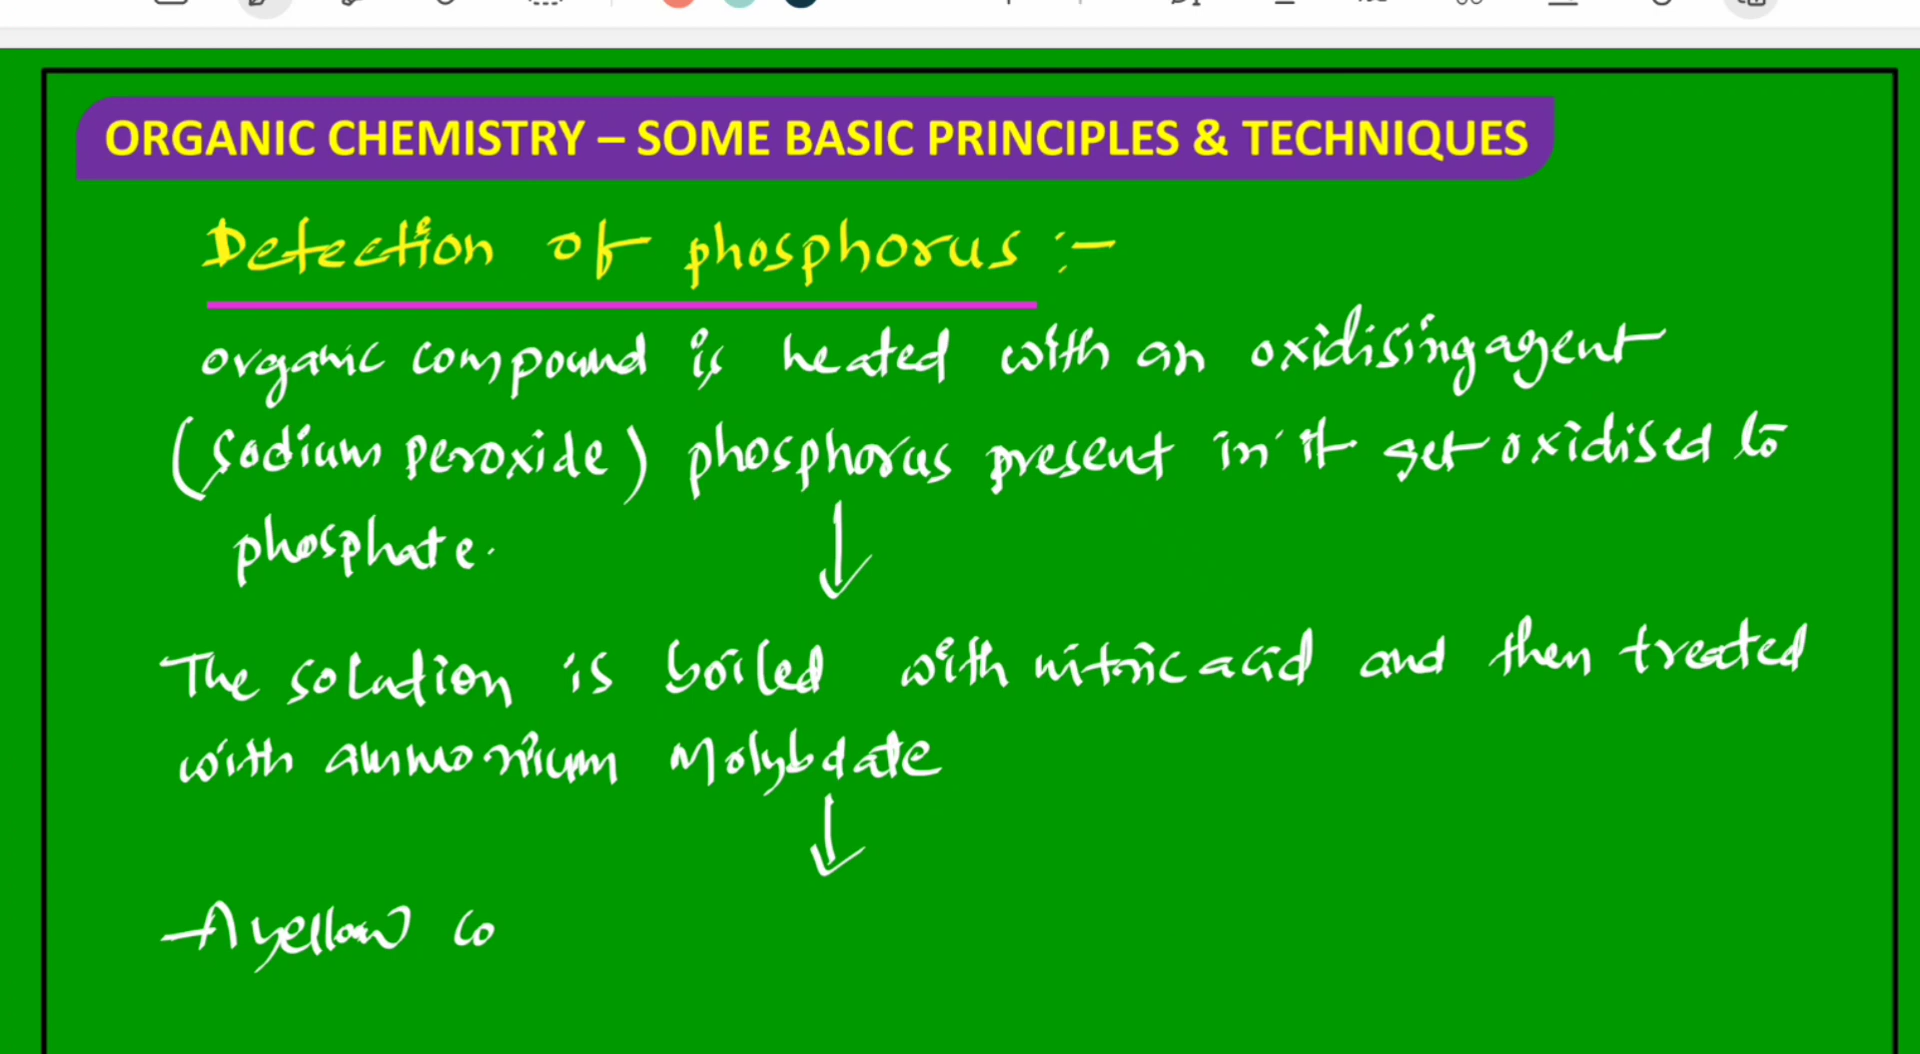 ORGANIC CHEMISTRY – SOME BASIC PRINCIPLES & TECHNIQUES
Detection of phosphorus :-
organic compound is heated with an oxidising agent
(sodium peroxide) phosphorus present in it get oxidised to
phosphate.
The solution is boiled with nitric acid and then treated
with ammonium Molybdate
A yellow co